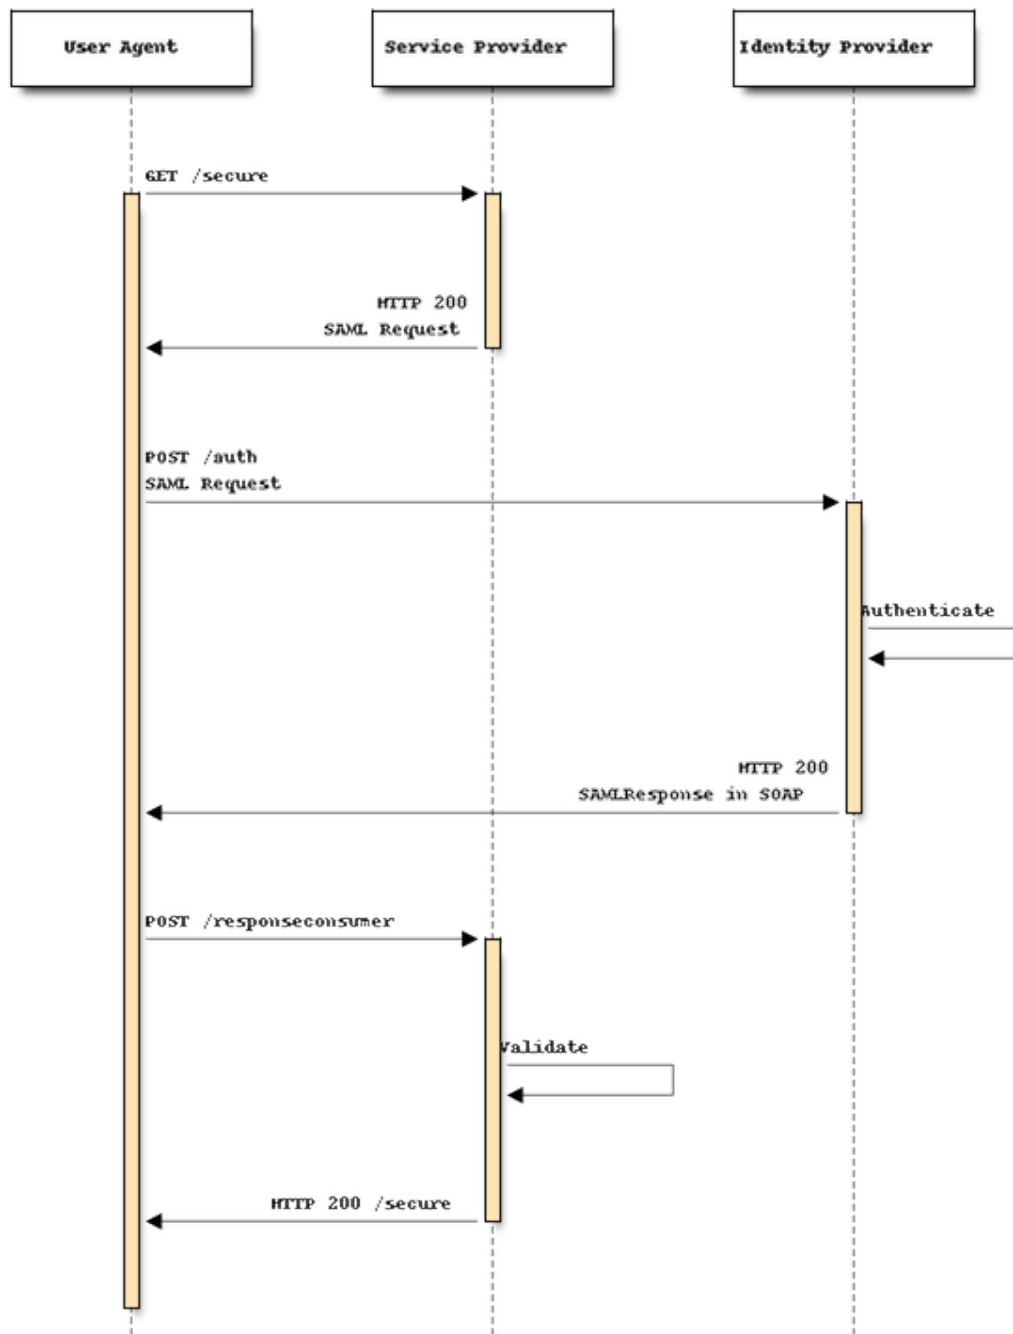 User Agent
Service Provider
Identity Provider
GET /secure
HTTP 200
SAML Request
POST /auth
SAML Request
Authenticate
HTTP 200
SAMLResponse in SOAP
POST /responseconsumer
Validate
HTTP 200 /secure